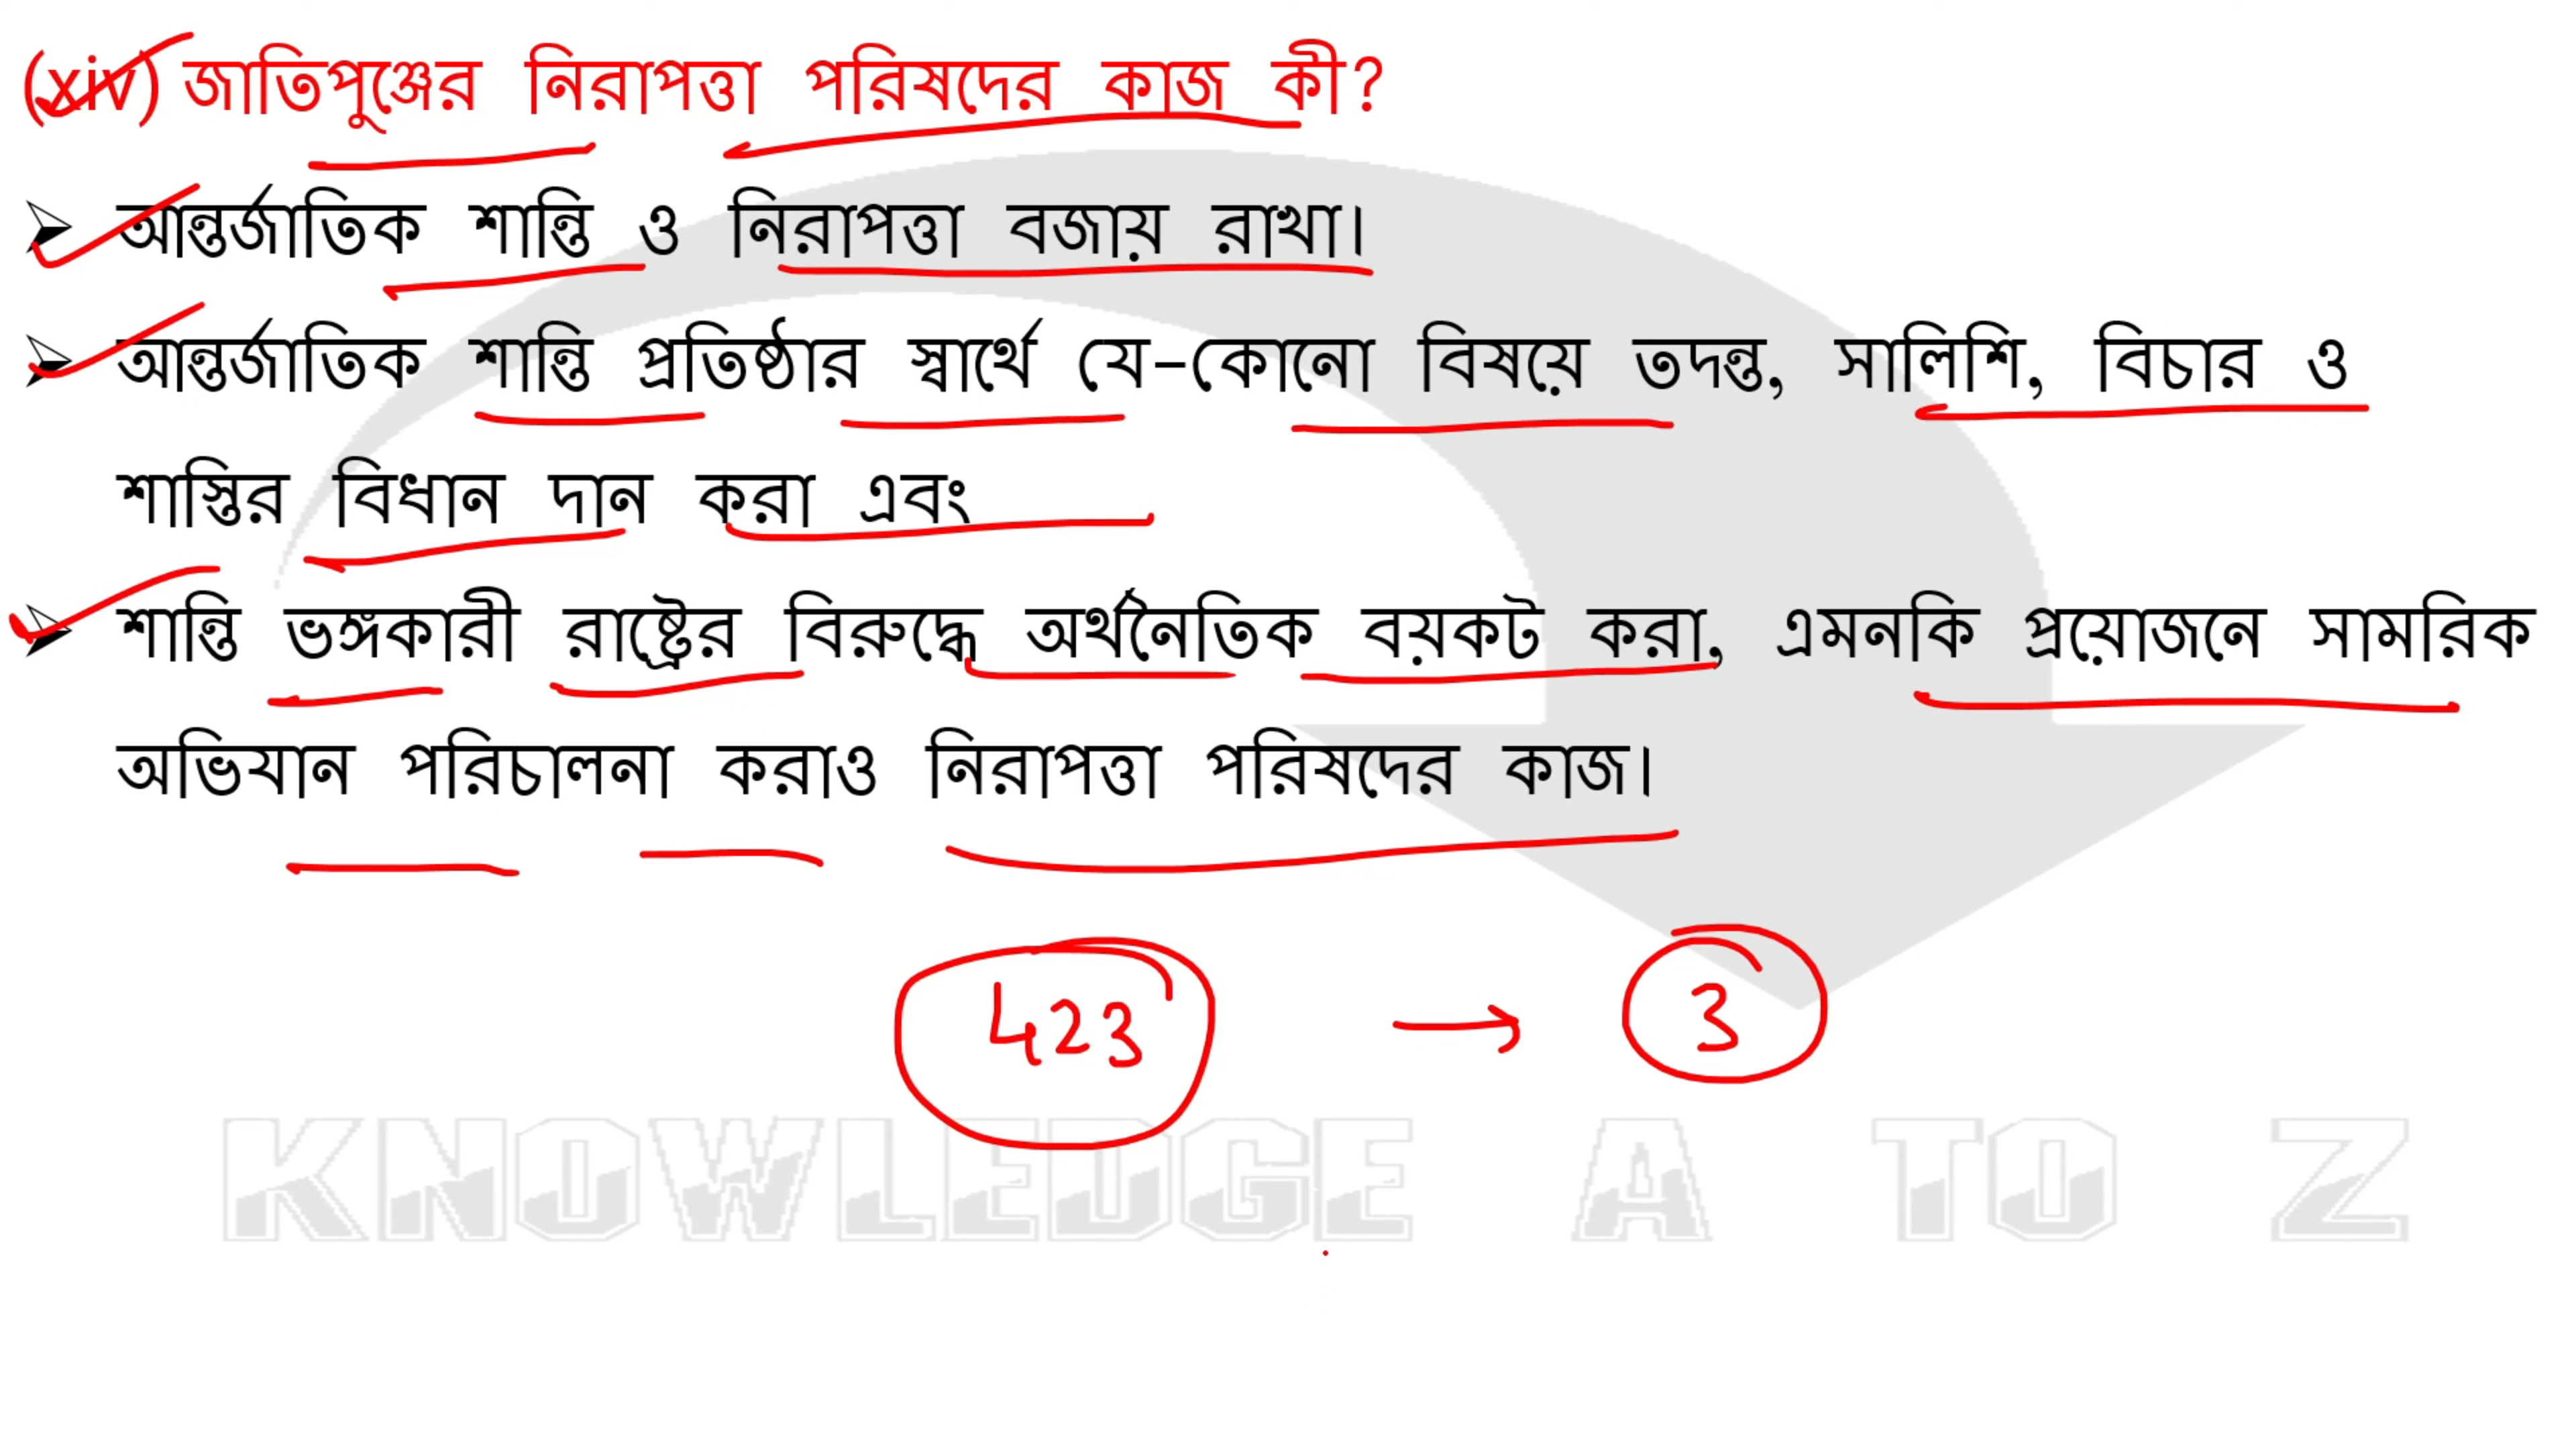 (xiv) জাতিপুঞ্জের নিরাপত্তা পরিষদের কাজ কী?
➢ আন্তর্জাতিক শান্তি ও নিরাপত্তা বজায় রাখা।
➢ আন্তর্জাতিক শান্তি প্রতিষ্ঠার স্বার্থে যে-কোনো বিষয়ে তদন্ত, সালিশি, বিচার ও
শাস্তির বিধান দান করা এবং
➢ শান্তি ভঙ্গকারী রাষ্ট্রের বিরুদ্ধে অর্থনৈতিক বয়কট করা, এমনকি প্রয়োজনে সামরিক
অভিযান পরিচালনা করাও নিরাপত্তা পরিষদের কাজ।
423 → 3
KNOWLEDGE A TO Z